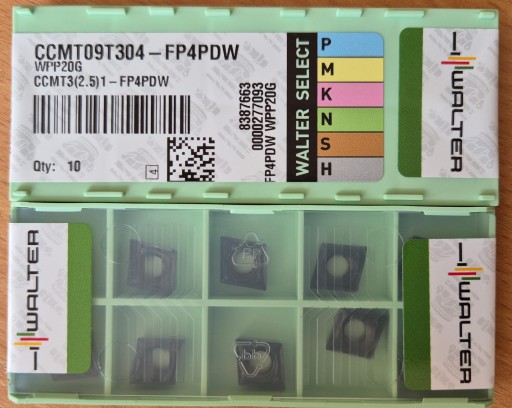 CCMT09T304 – FP4PDW
WPP20G
CCMT3(2.5)1 – FP4PDW
Qty: 10
4
8387663
0000277093
FP4PDW WPP20G
WALTER SELECT
P
M
K
N
S
H
WALTER
WALTER
WALTER